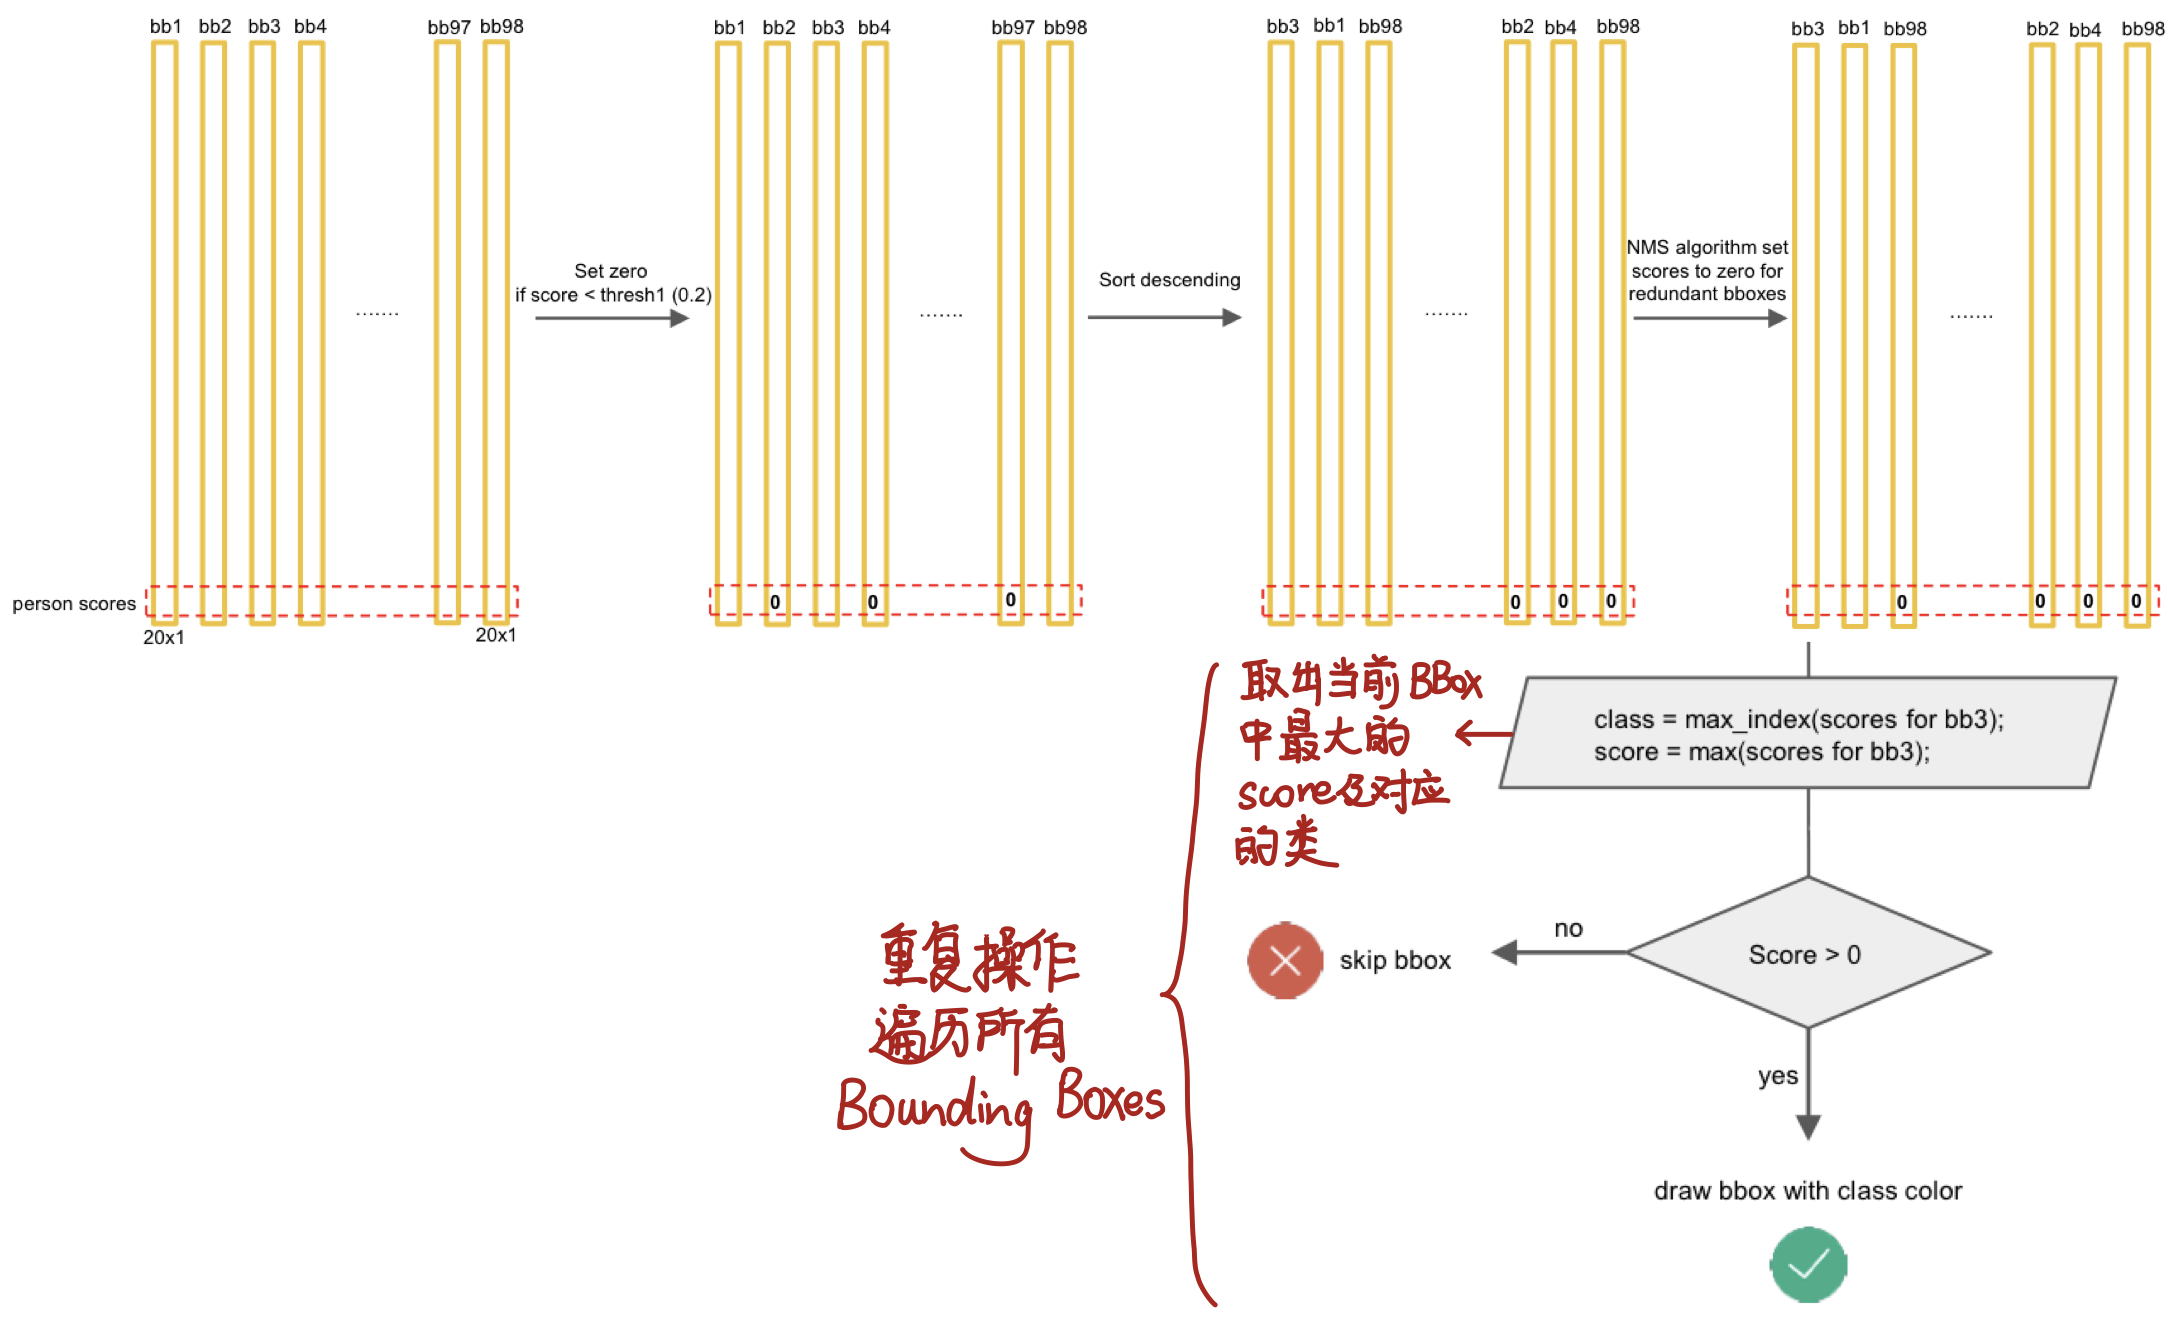 bb1 bb2 bb3 bb4 bb97 bb98
bb1 bb2 bb3 bb4 bb97 bb98
bb3 bb1 bb98 bb2 bb4 bb98
bb3 bb1 bb98 bb2 bb4 bb98
Set zero
if score < thresh1 (0.2)
Sort descending
NMS algorithm set
scores to zero for
redundant bboxes
.......
.......
.......
.......
person scores
0 0 0
0 0 0
0 0 0 0
20x1 20x1
取出当前BBox
中最大的
score及对应
的类
class = max_index(scores for bb3);
score = max(scores for bb3);
重复操作
遍历所有
Bounding Boxes
skip bbox
no
Score > 0
yes
draw bbox with class color